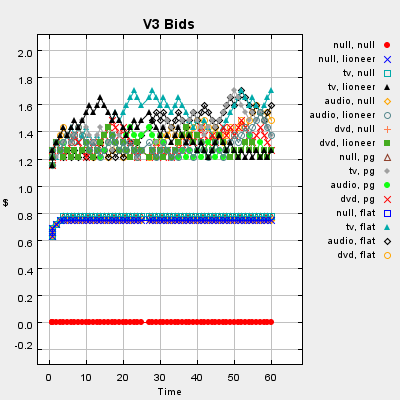 V3 Bids
2.0
1.8
1.6
1.4
1.2
1.0
0.8
0.6
0.4
0.2
0.0
-0.2
$
0 10 20 30 40 50 60
Time
null, null
null, lioneer
tv, null
tv, lioneer
audio, null
audio, lioneer
dvd, null
dvd, lioneer
null, pg
tv, pg
audio, pg
dvd, pg
null, flat
tv, flat
audio, flat
dvd, flat